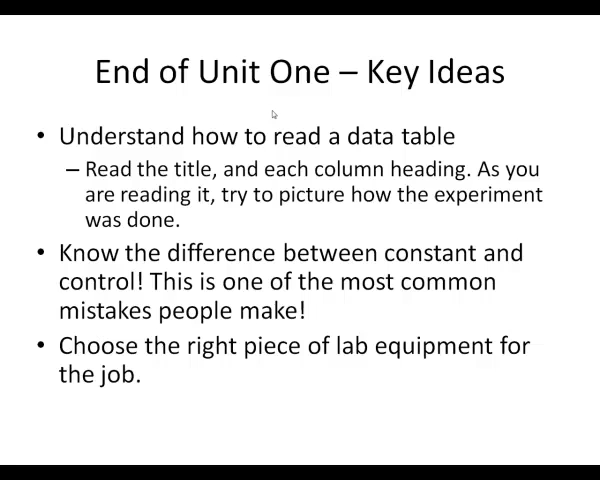 End of Unit One – Key Ideas
• Understand how to read a data table
– Read the title, and each column heading. As you
are reading it, try to picture how the experiment
was done.
• Know the difference between constant and
control! This is one of the most common
mistakes people make!
• Choose the right piece of lab equipment for
the job.